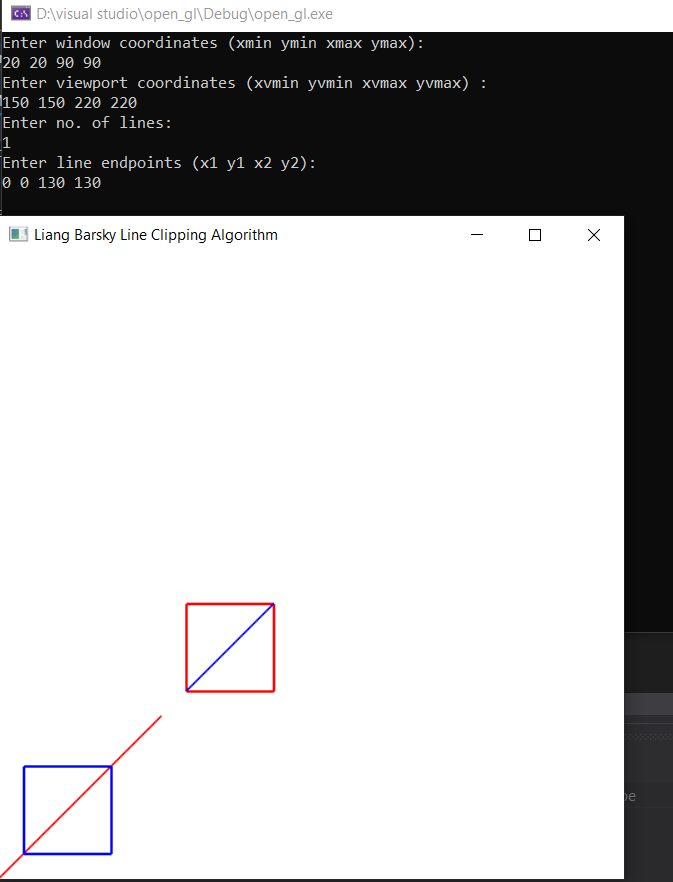 D:\visual studio\open_gl\Debug\open_gl.exe
Enter window coordinates (xmin ymin xmax ymax):
20 20 90 90
Enter viewport coordinates (xvmin yvmin xvmax yvmax) :
150 150 220 220
Enter no. of lines:
1
Enter line endpoints (x1 y1 x2 y2):
0 0 130 130
Liang Barsky Line Clipping Algorithm